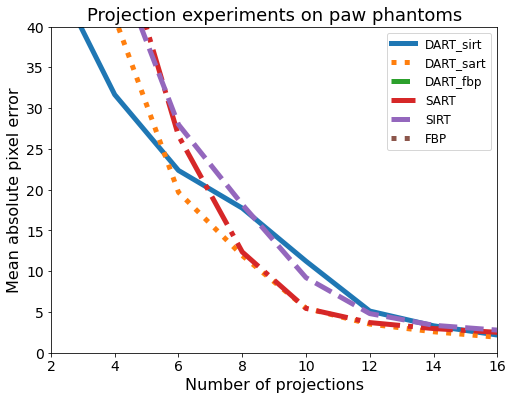 Projection experiments on paw phantoms
Mean absolute pixel error
40
35
30
25
20
15
10
5
0
2 4 6 8 10 12 14 16
Number of projections
DART_sirt
DART_sart
DART_fbp
SART
SIRT
FBP